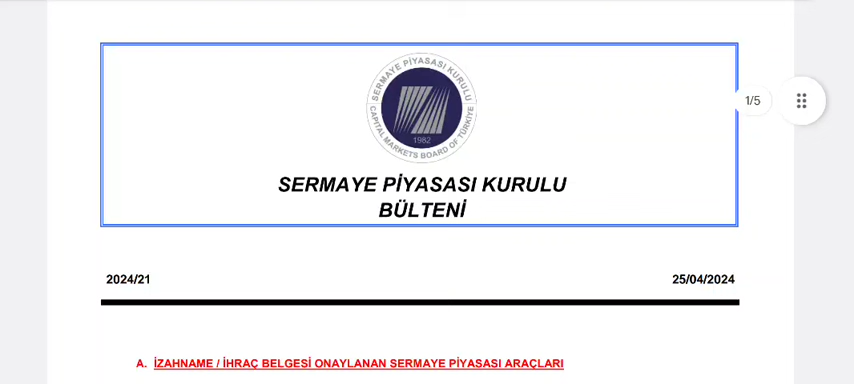 1/5
SERMAYE PİYASASI KURULU
CAPITAL MARKETS BOARD OF TÜRKİYE
1982
SERMAYE PİYASASI KURULU
BÜLTENİ
2024/21 25/04/2024
A. İZAHNAME / İHRAÇ BELGESİ ONAYLANAN SERMAYE PİYASASI ARAÇLARI